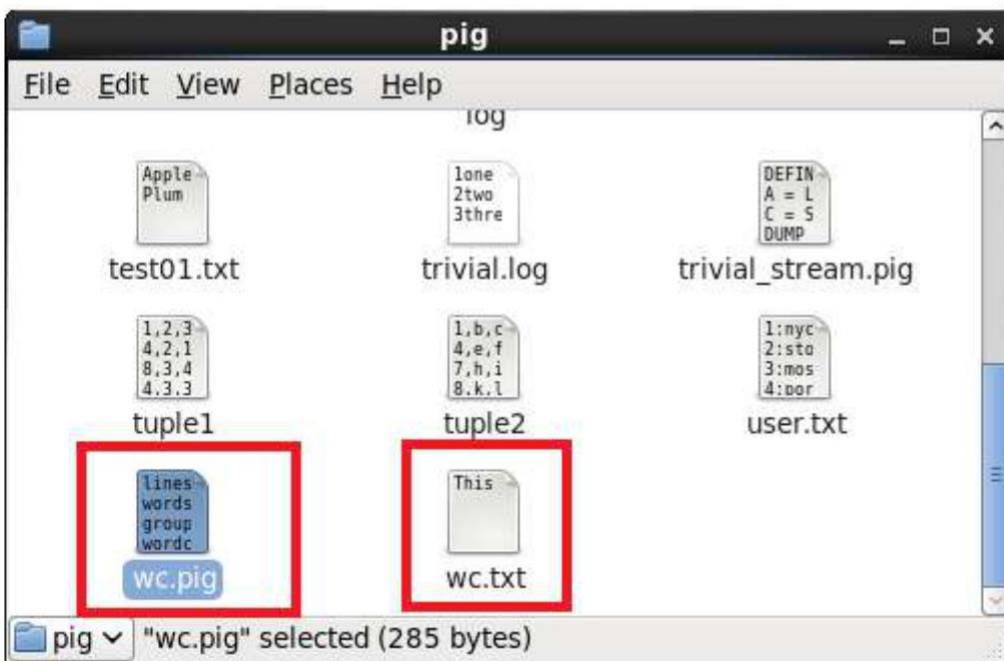 pig
File Edit View Places Help
log
Apple
Plum
test01.txt
1one
2two
3thre
trivial.log
DEFIN
A = L
C = S
DUMP
trivial_stream.pig
1,2,3
4,2,1
8,3,4
4.3.3
tuple1
1,b,c
4,e,f
7,h,i
8.k.l
tuple2
1:nyc
2:sto
3:mos
4:por
user.txt
lines
words
group
wordc
wc.pig
This
wc.txt
pig "wc.pig" selected (285 bytes)